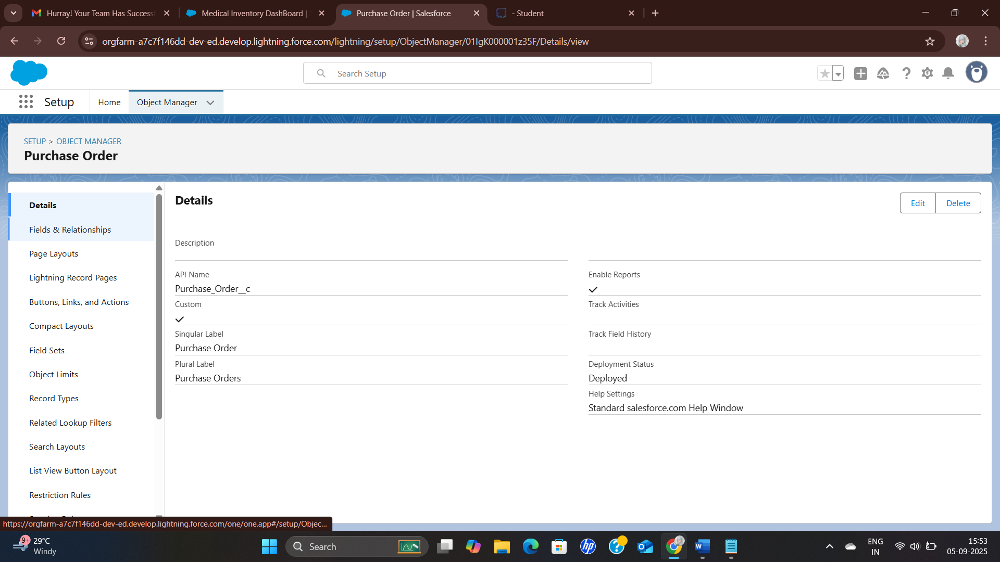 Hurray! Your Team Has Success
Medical Inventory DashBoard |
Purchase Order | Salesforce
- Student
orgfarm-a7c7f146dd-dev-ed.develop.lightning.force.com/lightning/setup/ObjectManager/01IgK000001z35F/Details/view
Search Setup
Setup
Home
Object Manager
SETUP > OBJECT MANAGER
Purchase Order
Details
Fields & Relationships
Page Layouts
Lightning Record Pages
Buttons, Links, and Actions
Compact Layouts
Field Sets
Object Limits
Record Types
Related Lookup Filters
Search Layouts
List View Button Layout
Restriction Rules
Details
Edit
Delete
Description
API Name
Purchase_Order__c
Custom
Singular Label
Purchase Order
Plural Label
Purchase Orders
Enable Reports
Track Activities
Track Field History
Deployment Status
Deployed
Help Settings
Standard salesforce.com Help Window
https://orgfarm-a7c7f146dd-dev-ed.develop.lightning.force.com/one/one.app#/setup/Objec...
9+
29°C
Windy
Search
ENG
IN
15:53
05-09-2025